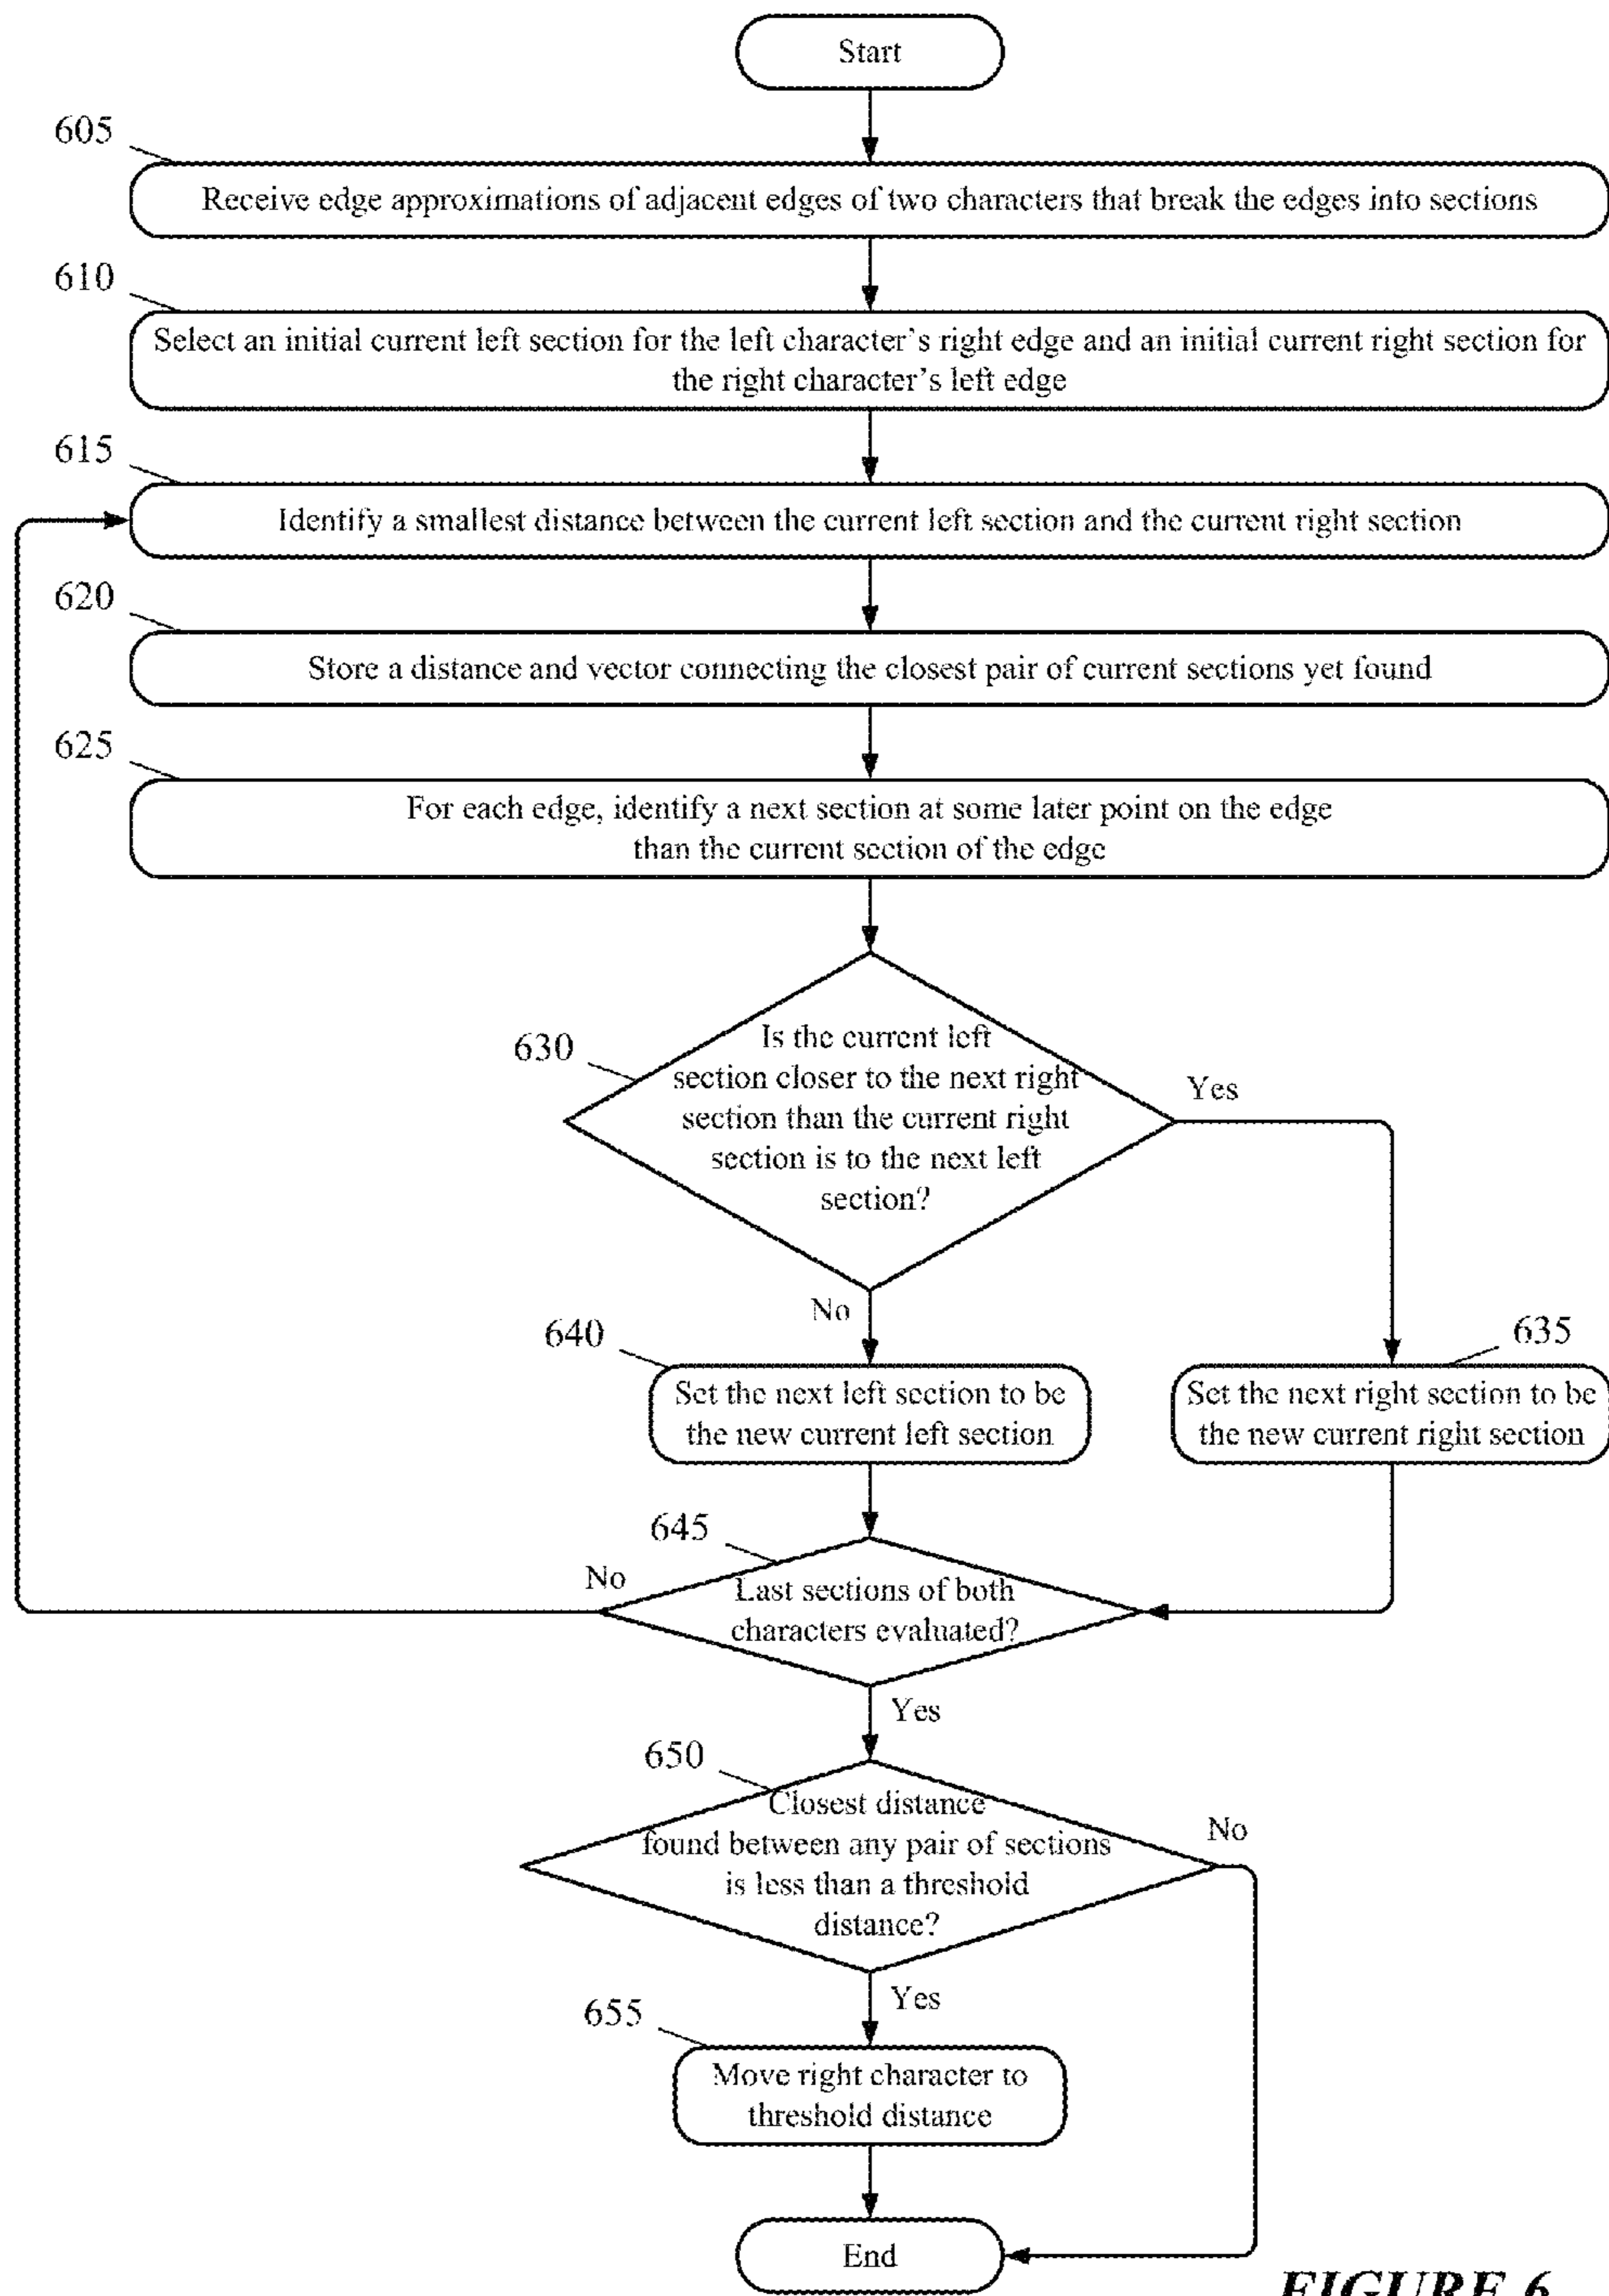 Start
605
Receive edge approximations of adjacent edges of two characters that break the edges into sections
610
Select an initial current left section for the left character's right edge and an initial current right section for
the right character's left edge
615
Identify a smallest distance between the current left section and the current right section
620
Store a distance and vector connecting the closest pair of current sections yet found
625
For each edge, identify a next section at some later point on the edge
than the current section of the edge
630
Is the current left
section closer to the next right
section than the current right
section is to the next left
section?
Yes
No
640
Set the next left section to be
the new current left section
635
Set the next right section to be
the new current right section
645
No
Last sections of both
characters evaluated?
Yes
650
Closest distance
found between any pair of sections
is less than a threshold
distance?
No
Yes
655
Move right character to
threshold distance
End
FIGURE 6